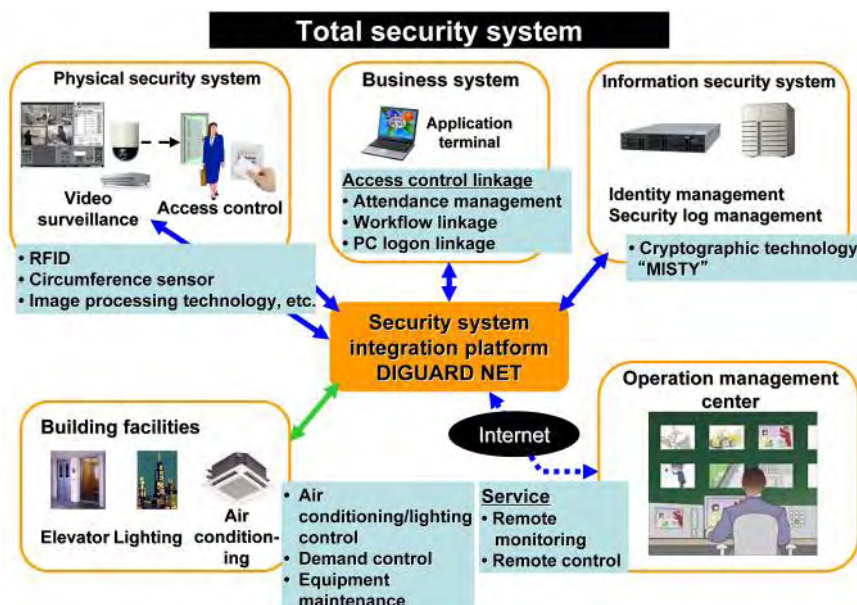 Total security system
Physical security system
Video
surveillance
Access control
• RFID
• Circumference sensor
• Image processing technology, etc.
Business system
Application
terminal
Access control linkage
• Attendance management
• Workflow linkage
• PC logon linkage
Information security system
Identity management
Security log management
• Cryptographic technology
“MISTY”
Security system
integration platform
DIGUARD NET
Building facilities
Elevator
Lighting
Air
condition-
ing
• Air
conditioning/lighting
control
• Demand control
• Equipment
maintenance
Internet
Operation management
center
Service
• Remote
monitoring
• Remote control